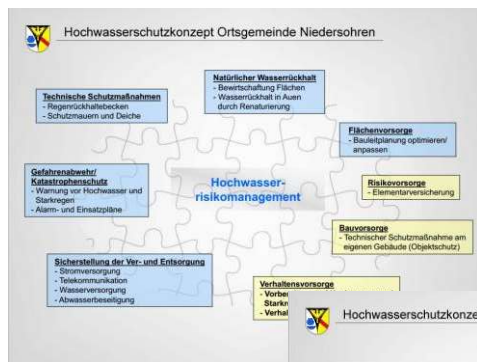 Hochwasserschutzkonzept Ortsgemeinde Niedersohren
Natürlicher Wasserrückhalt
- Bewirtschaftung Flächen
- Wasserrückhalt in Auen
durch Renaturierung
Technische Schutzmaßnahmen
- Regenrückhaltebecken
- Schutzmauern und Deiche
Flächenvorsorge
- Bauleitplanung optimieren/
anpassen
Gefahrenabwehr/
Katastrophenschutz
- Warnung vor Hochwasser und
Starkregen
- Alarm- und Einsatzpläne
Hochwasser-
risikomanagement
Risikovorsorge
- Elementarversicherung
Bauvorsorge
- Technischer Schutzmaßnahme am
eigenen Gebäude (Objektschutz)
Sicherstellung der Ver- und Entsorgung
- Stromversorgung
- Telekommunikation
- Wasserversorgung
- Abwasserbeseitigung
Verhaltensvorsorge
Hochwasserschutzkonze